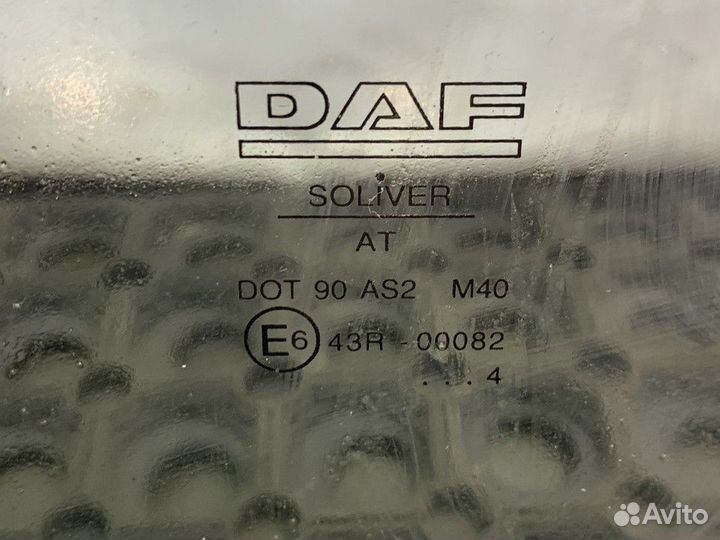 DAF
SOLiVER
AT
DOT 90 AS2 M40
E6 43R - 00082
. . . 4
Avito